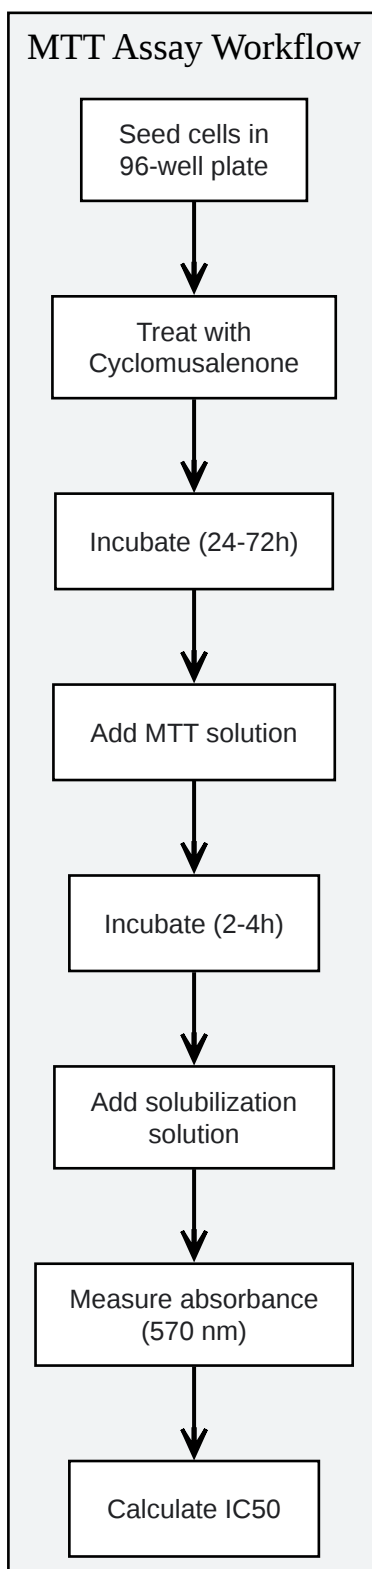 MTT Assay Workflow
Seed cells in
96-well plate
Treat with
Cyclomusalenone
Incubate (24-72h)
Add MTT solution
Incubate (2-4h)
Add solubilization
solution
Measure absorbance
(570 nm)
Calculate IC50